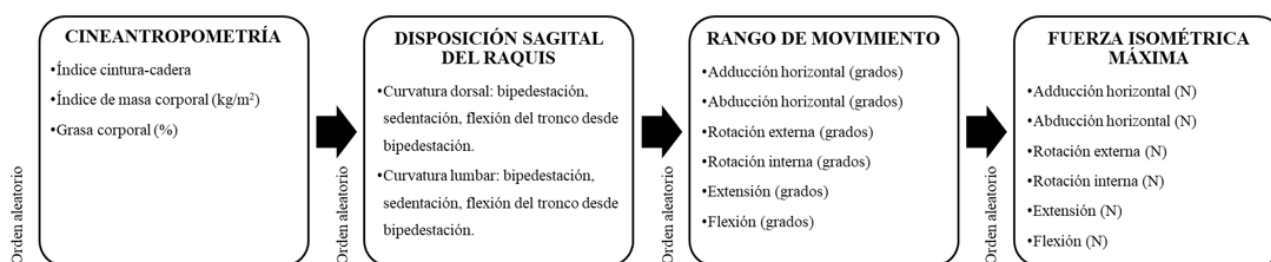 Orden aleatorio
CINEANTROPOMETRÍA
•Índice cintura-cadera
•Índice de masa corporal (kg/m²)
•Grasa corporal (%)
Orden aleatorio
DISPOSICIÓN SAGITAL
DEL RAQUIS
•Curvatura dorsal: bipedestación,
sedentación, flexión del tronco desde
bipedestación.
•Curvatura lumbar: bipedestación,
sedentación, flexión del tronco desde
bipedestación.
Orden aleatorio
RANGO DE MOVIMIENTO
•Adducción horizontal (grados)
•Abducción horizontal (grados)
•Rotación externa (grados)
•Rotación interna (grados)
•Extensión (grados)
•Flexión (grados)
Orden aleatorio
FUERZA ISOMÉTRICA
MÁXIMA
•Adducción horizontal (N)
•Abducción horizontal (N)
•Rotación externa (N)
•Rotación interna (N)
•Extensión (N)
•Flexión (N)